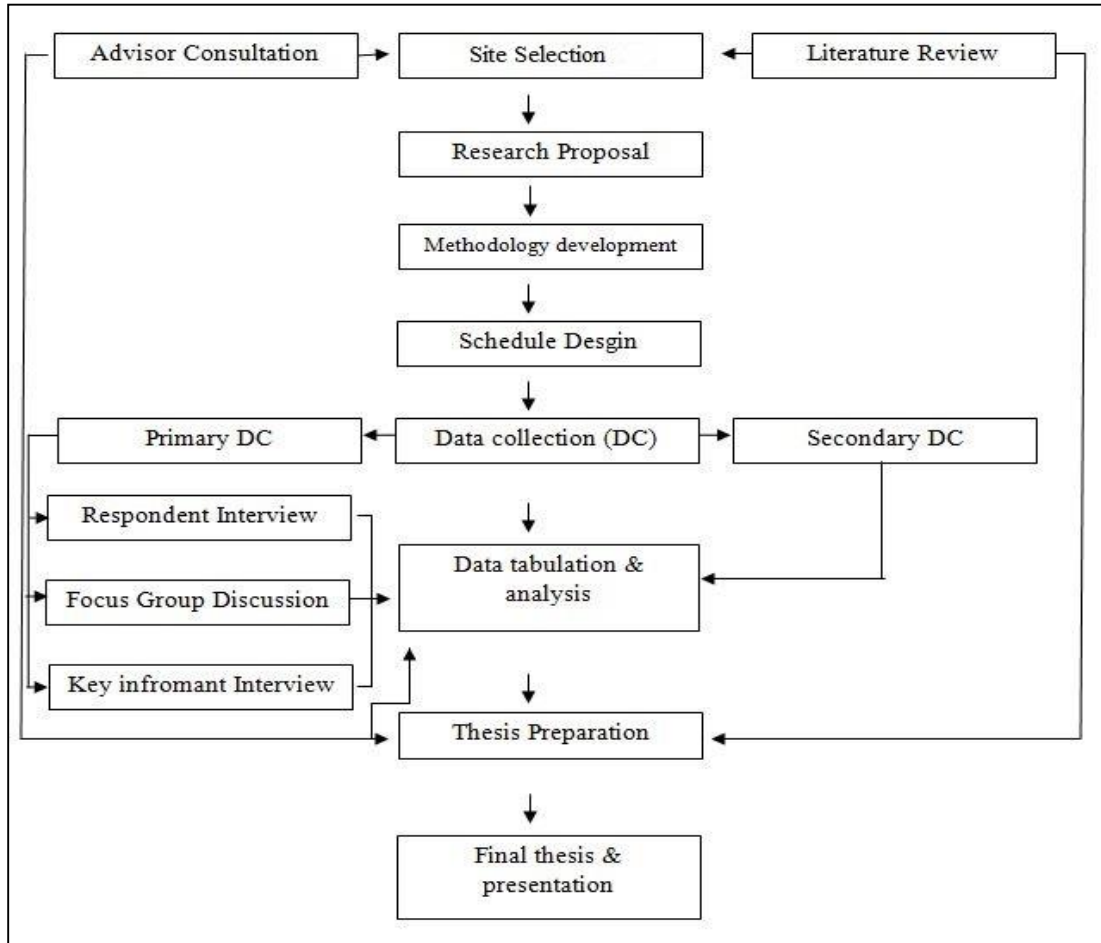 Advisor Consultation
Site Selection
Literature Review
Research Proposal
Methodology development
Schedule Desgin
Primary DC
Data collection (DC)
Secondary DC
Respondent Interview
Data tabulation &
analysis
Focus Group Discussion
Key infromant Interview
Thesis Preparation
Final thesis &
presentation